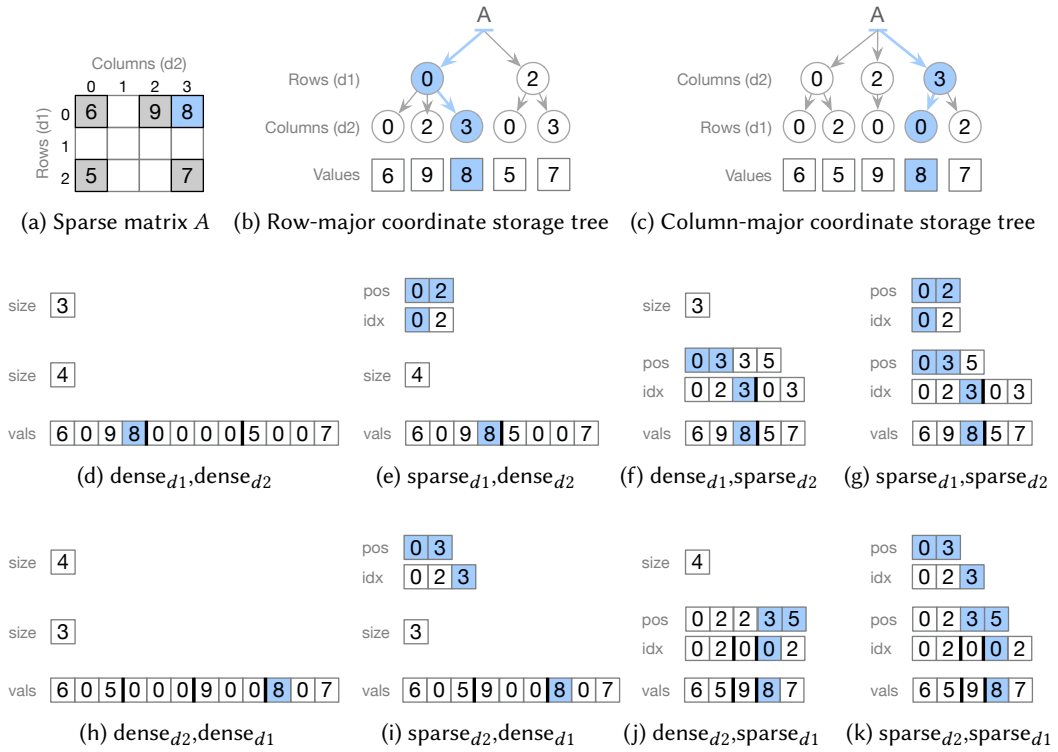 Columns (d2)
0 1 2 3
Rows (d1)
0 6 9 8
1
2 5 7
(a) Sparse matrix A
A
Rows (d1) 0 2
Columns (d2) 0 2 3 0 3
Values 6 9 8 5 7
(b) Row-major coordinate storage tree
A
Columns (d2) 0 2 3
Rows (d1) 0 2 0 0 2
Values 6 5 9 8 7
(c) Column-major coordinate storage tree
size 3
size 4
vals 6 0 9 8 0 0 0 0 5 0 0 7
(d) dense_d1,dense_d2
pos 0 2
idx 0 2
size 4
vals 6 0 9 8 5 0 0 7
(e) sparse_d1,dense_d2
size 3
pos 0 3 3 5
idx 0 2 3 0 3
vals 6 9 8 5 7
(f) dense_d1,sparse_d2
pos 0 2
idx 0 2
pos 0 3 5
idx 0 2 3 0 3
vals 6 9 8 5 7
(g) sparse_d1,sparse_d2
size 4
size 3
vals 6 0 5 0 0 0 9 0 0 8 0 7
(h) dense_d2,dense_d1
pos 0 3
idx 0 2 3
size 3
vals 6 0 5 9 0 0 8 0 7
(i) sparse_d2,dense_d1
size 4
pos 0 2 2 3 5
idx 0 2 0 0 2
vals 6 5 9 8 7
(j) dense_d2,sparse_d1
pos 0 3
idx 0 2 3
pos 0 2 3 5
idx 0 2 0 0 2
vals 6 5 9 8 7
(k) sparse_d2,sparse_d1